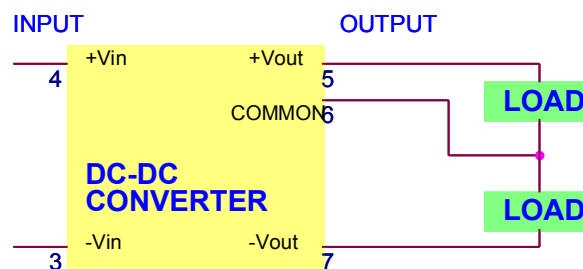 INPUT
OUTPUT
+Vin
+Vout
4
5
COMMON
6
LOAD
DC-DC
CONVERTER
LOAD
-Vin
-Vout
3
7